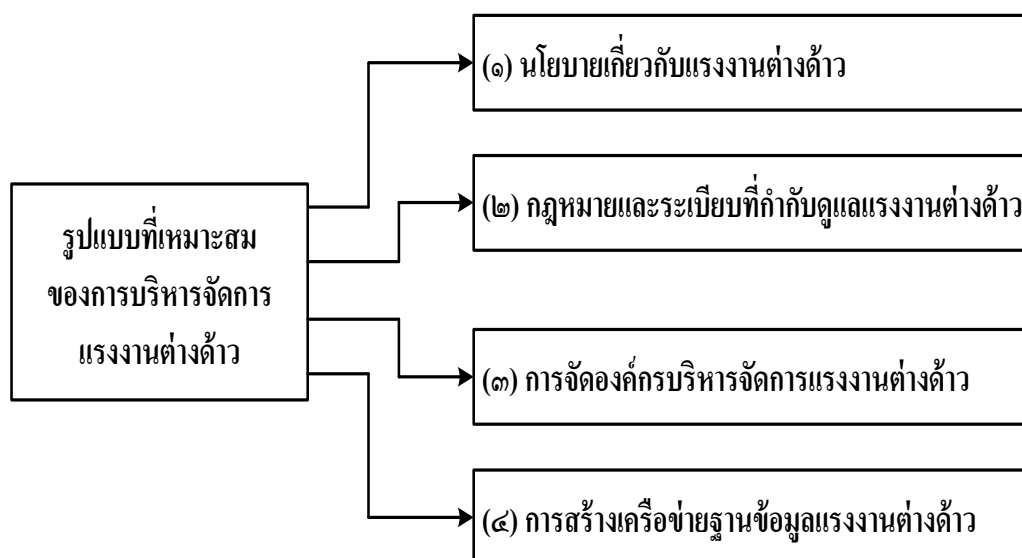 (๑) นโยบายเกี่ยวกับแรงงานต่างด้าว
(๒) กฎหมายและระเบียบที่กำกับดูแลแรงงานต่างด้าว
รูปแบบที่เหมาะสม
ของการบริหารจัดการ
แรงงานต่างด้าว
(๓) การจัดองค์กรบริหารจัดการแรงงานต่างด้าว
(๔) การสร้างเครือข่ายฐานข้อมูลแรงงานต่างด้าว